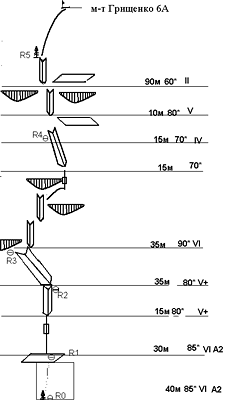 м-т Грищенко 6А
R5
90м 60° II
10м 80° V
R4
15м 70° IV
15м 70°
35м 90° VI
R3
35м 80° V+
R2
15м 80° V+
R1
30м 85° VI A2
R0
40м 85° VI A2